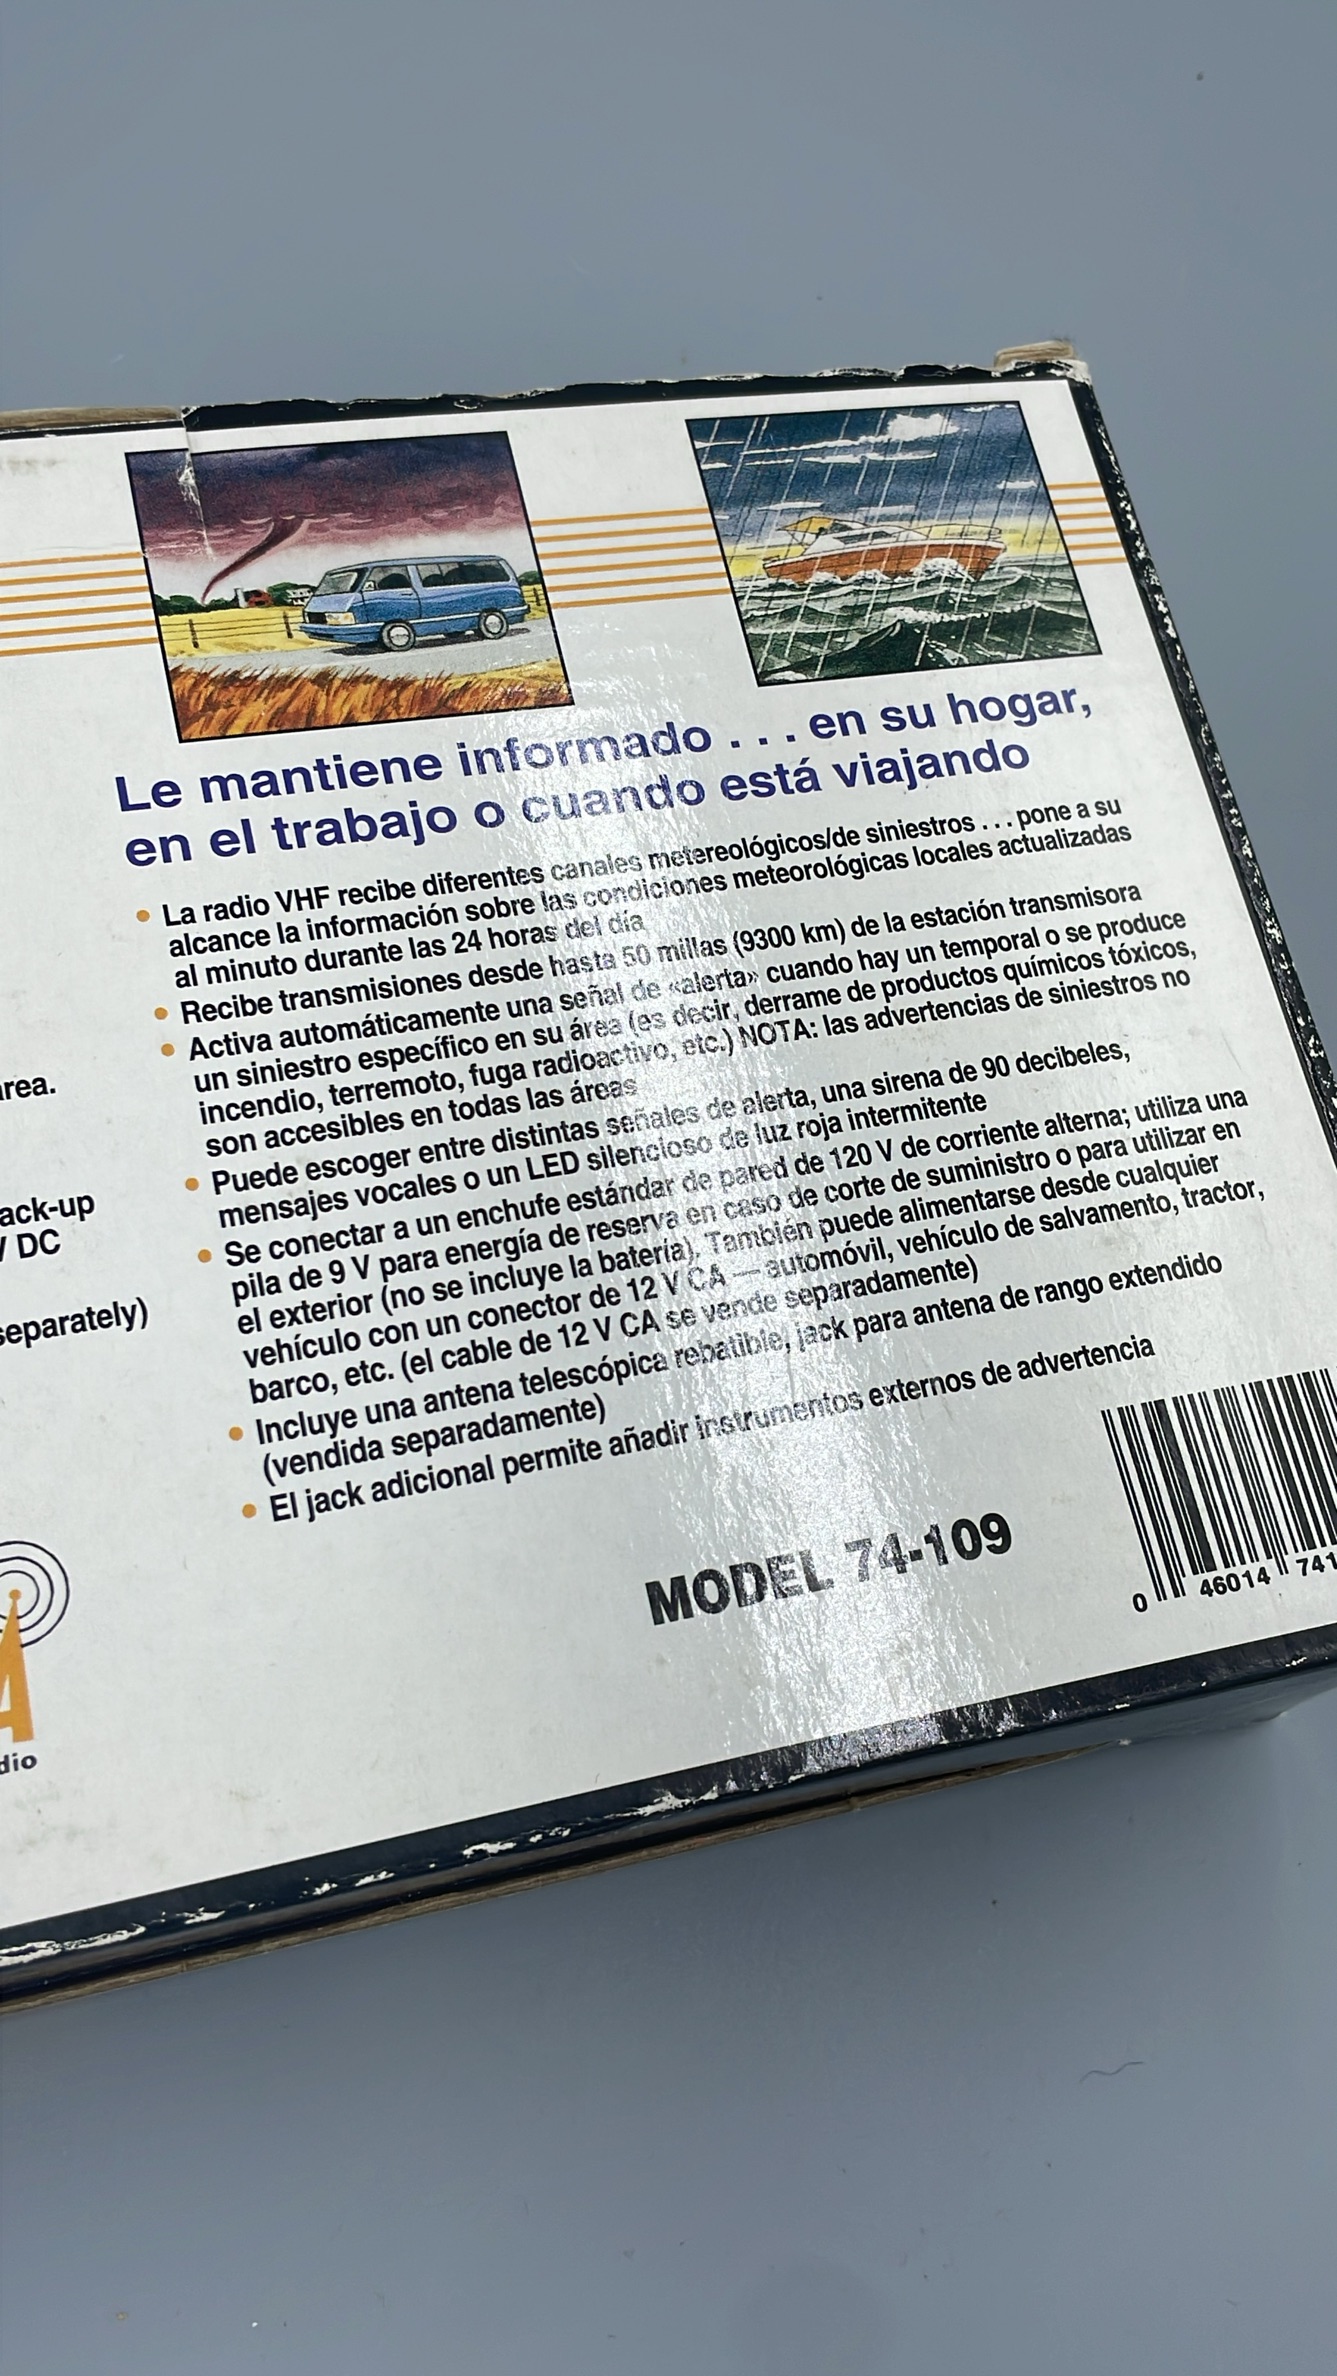 Le mantiene informado . . . en su hogar,
en el trabajo o cuando está viajando
• La radio VHF recibe diferentes canales metereológicos/de siniestros . . . pone a su
alcance la información sobre las condiciones meteorológicas locales actualizadas
al minuto durante las 24 horas del día
• Recibe transmisiones desde hasta 50 millas (9300 km) de la estación transmisora
• Activa automáticamente una señal de «alerta» cuando hay un temporal o se produce
un siniestro específico en su área (es decir, derrame de productos químicos tóxicos,
incendio, terremoto, fuga radioactivo, etc.) NOTA: las advertencias de siniestros no
son accesibles en todas las áreas
• Puede escoger entre distintas señales de alerta, una sirena de 90 decibeles,
mensajes vocales o un LED silencioso de luz roja intermitente
• Se conectar a un enchufe estándar de pared de 120 V de corriente alterna; utiliza una
pila de 9 V para energía de reserva en caso de corte de suministro o para utilizar en
el exterior (no se incluye la batería). También puede alimentarse desde cualquier
vehículo con un conector de 12 V CA — automóvil, vehículo de salvamento, tractor,
barco, etc. (el cable de 12 V CA se vende separadamente)
• Incluye una antena telescópica rebatible, jack para antena de rango extendido
(vendida separadamente)
• El jack adicional permite añadir instrumentos externos de advertencia
MODEL 74-109
0 46014 741
area.
ack-up
V DC
separately)
A
dio